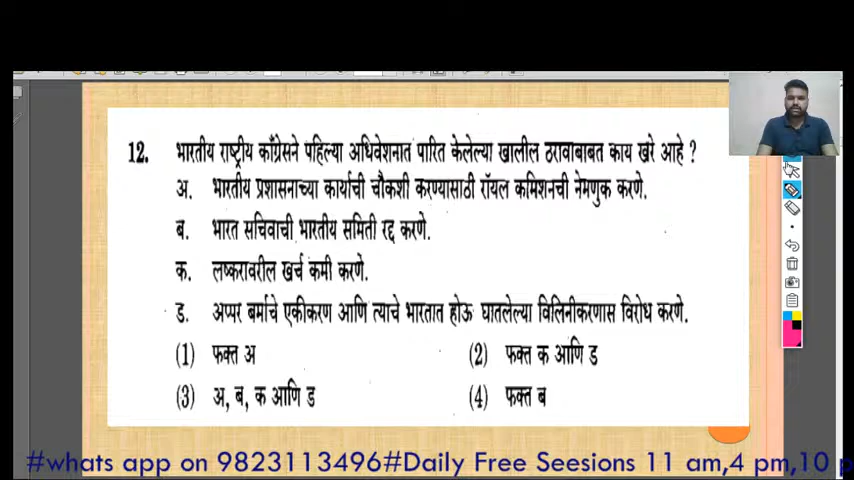 12. भारतीय राष्ट्रीय काँग्रेसने पहिल्या अधिवेशनात पारित केलेल्या खालील ठरावाबाबत काय खरे आहे ?
अ. भारतीय प्रशासनाच्या कार्याची चौकशी करण्यासाठी रॉयल कमिशनची नेमणुक करणे.
ब. भारत सचिवाची भारतीय समिती रद्द करणे.
क. लष्करावरील खर्च कमी करणे.
ड. अप्पर बर्माचे एकीकरण आणि त्याचे भारतात होऊ घातलेल्या विलिनीकरणास विरोध करणे.
(1) फक्त अ (2) फक्त क आणि ड
(3) अ, ब, क आणि ड (4) फक्त ब
#whats app on 9823113496#Daily Free Seesions 11 am,4 pm,10 p